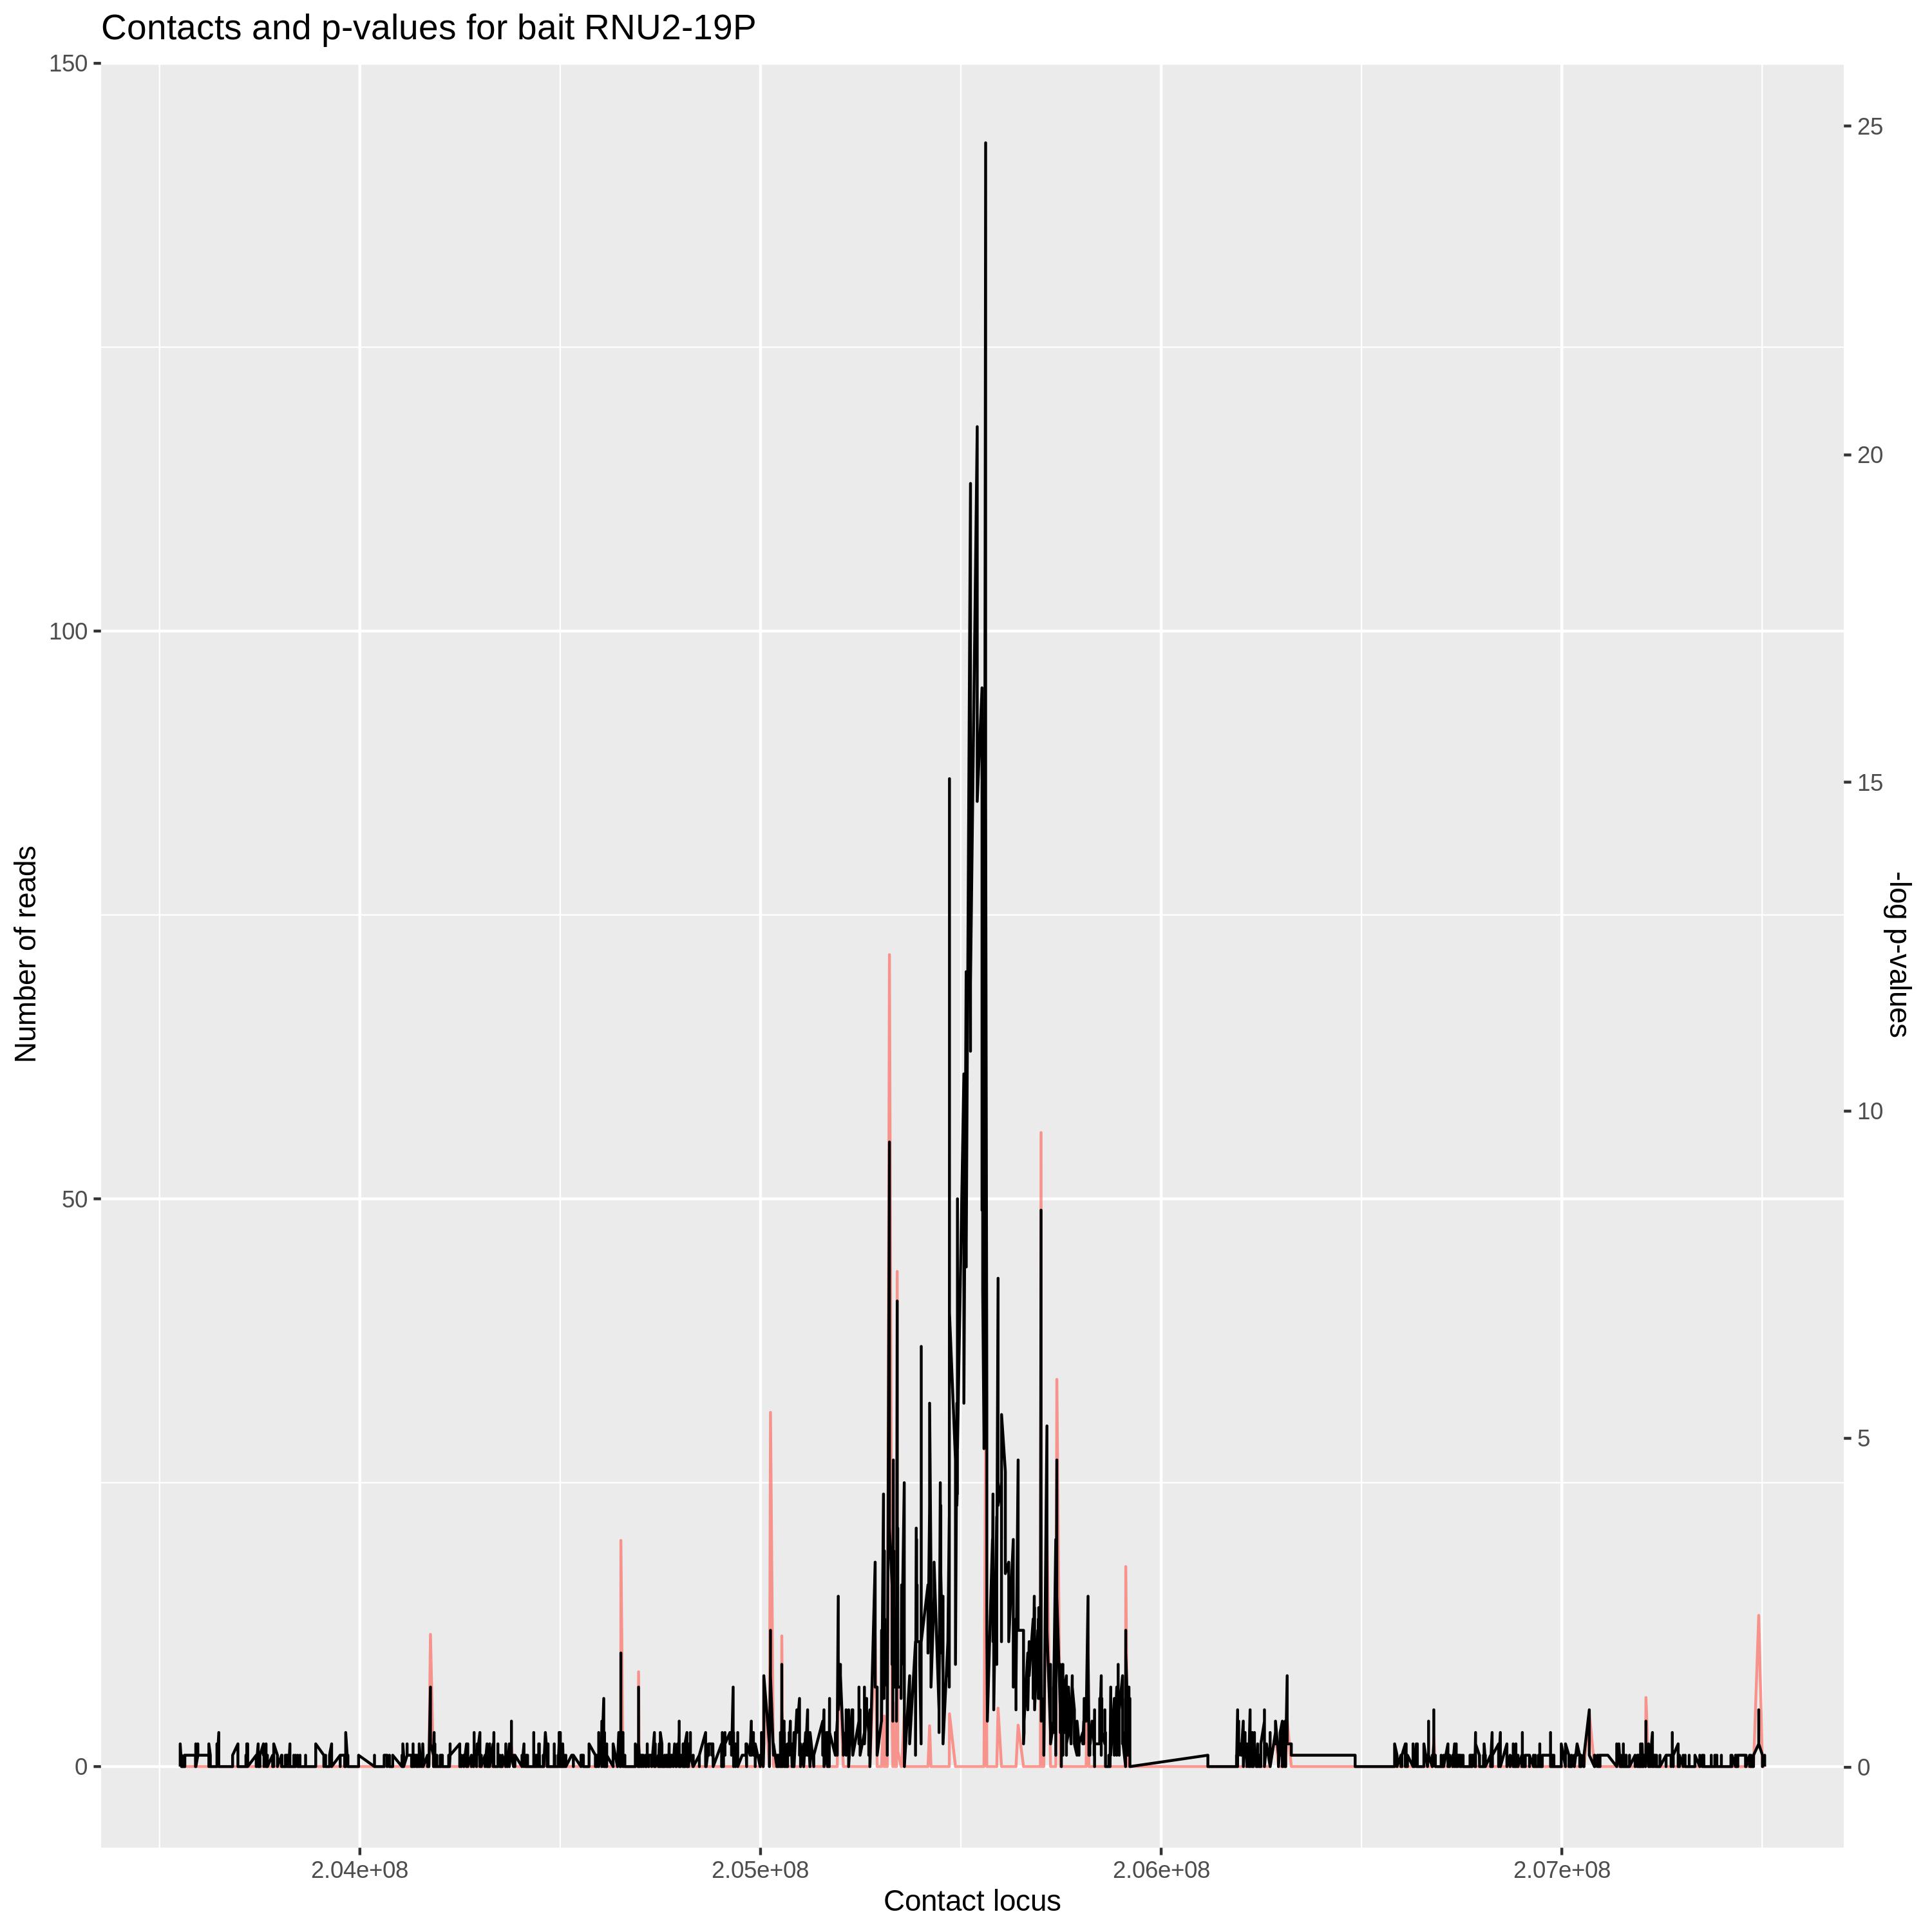 Contacts and p-values for bait RNU2-19P
150
100
50
0
Number of reads
25
20
15
10
5
0
-log p-values
2.04e+08
2.05e+08
2.06e+08
2.07e+08
Contact locus